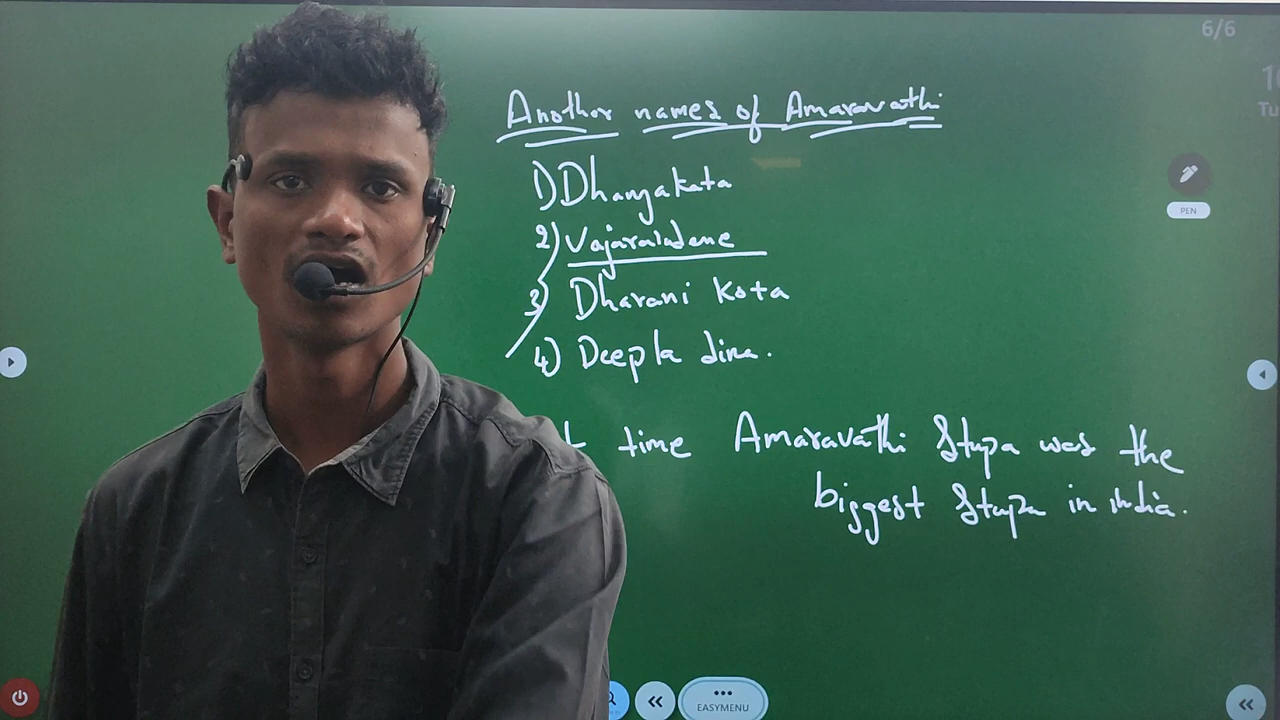 6/6
Another names of Amaravathi
1) Dhanyakata
2) Vajaraladene
3) Dharani Kota
4) Deepla dina.
time Amaravathi Stupa was the
biggest Stupa in india.
PEN
EASYMENU